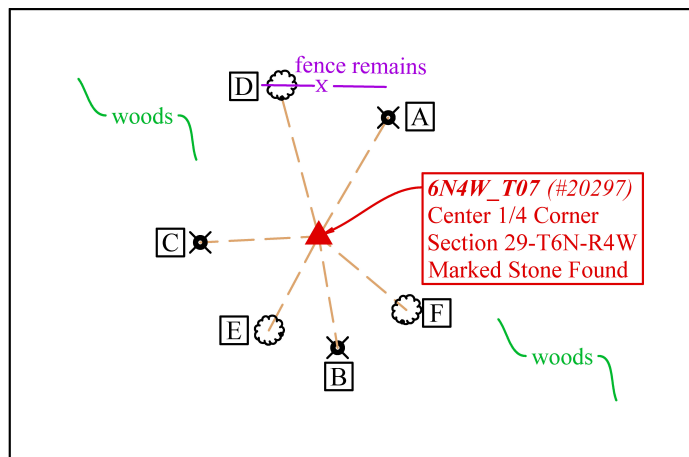 fence remains
D
x
A
woods
6N4W_T07 (#20297)
Center 1/4 Corner
Section 29-T6N-R4W
Marked Stone Found
C
F
E
B
woods